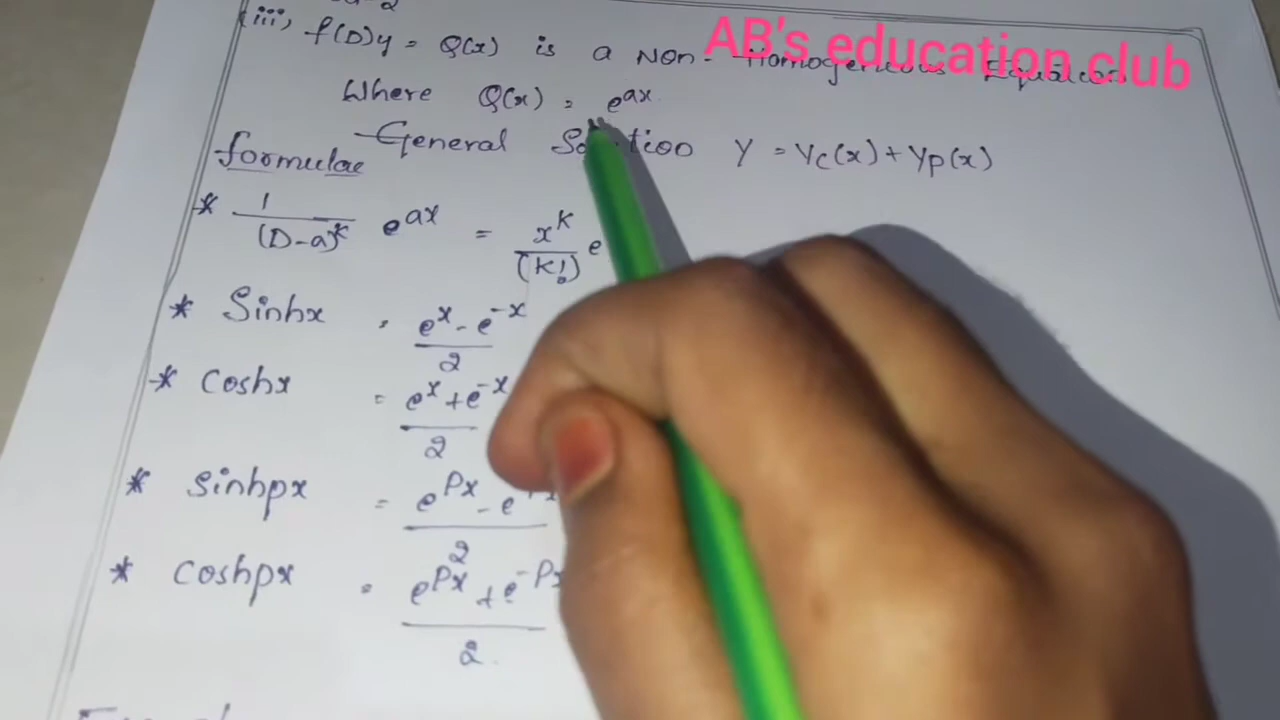 AB's education club
(iii) f(D)y = Q(x) is a Non-Homogeneous Equation
Where Q(x) = e^{ax}.
General Solution Y = Yc(x) + Yp(x)
formulae
* 1/(D-a)^k e^{ax} = x^k/(k!) e
* Sinhx = (e^x - e^{-x})/2
* Coshx = (e^x + e^{-x})/2
* Sinhpx = (e^{Px} - e)/2
* Coshpx = (e^{Px} + e^{-Px})/2.